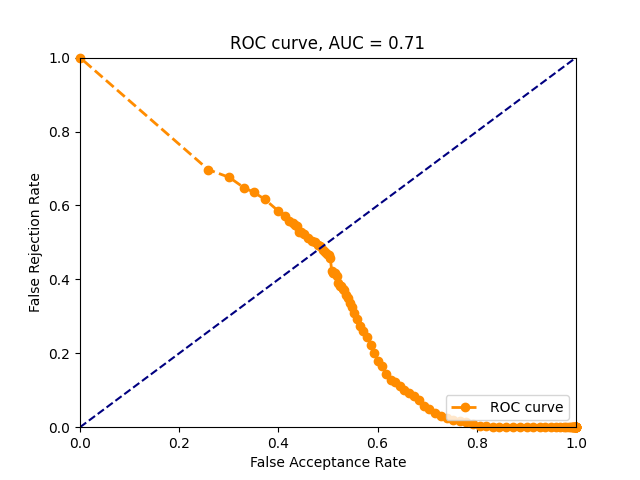 ROC curve, AUC = 0.71
1.0
0.8
0.6
0.4
0.2
0.0
False Rejection Rate
ROC curve
0.0 0.2 0.4 0.6 0.8 1.0
False Acceptance Rate